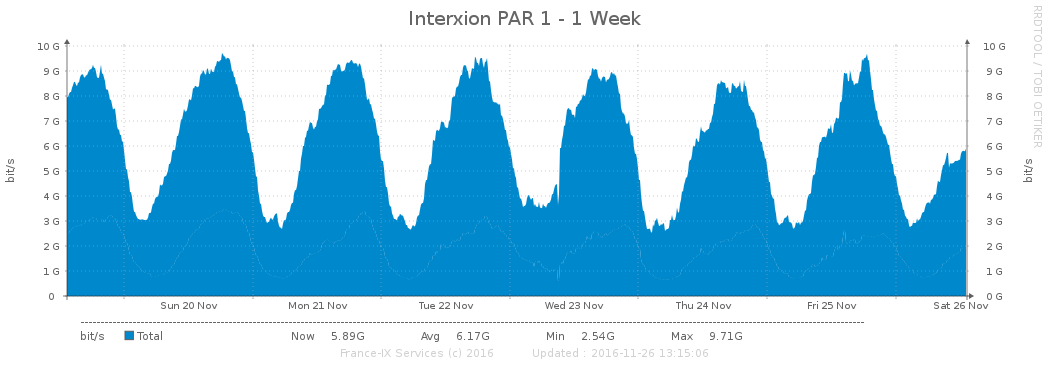 Interxion PAR 1 - 1 Week
RRDTOOL / TOBI OETIKER
10 G 10 G
9 G 9 G
8 G 8 G
7 G 7 G
6 G 6 G
5 G 5 G
4 G 4 G
3 G 3 G
2 G 2 G
1 G 1 G
0 0 G
bit/s bit/s
Sun 20 Nov Mon 21 Nov Tue 22 Nov Wed 23 Nov Thu 24 Nov Fri 25 Nov Sat 26 Nov
bit/s Total Now 5.89G Avg 6.17G Min 2.54G Max 9.71G
France-IX Services (c) 2016 Updated : 2016-11-26 13:15:06